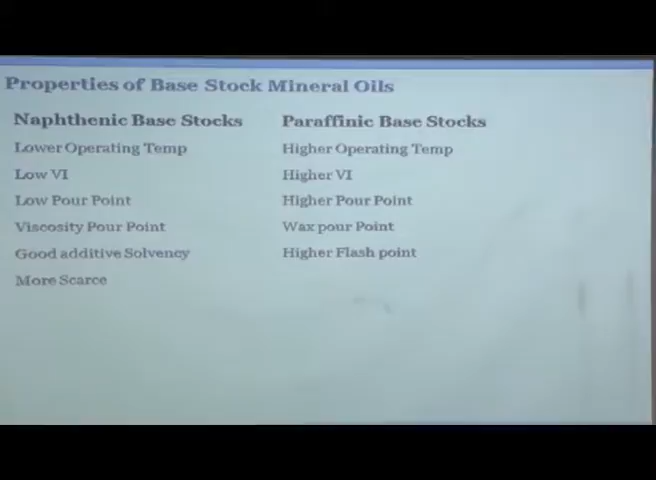 Properties of Base Stock Mineral Oils
Naphthenic Base Stocks Paraffinic Base Stocks
Lower Operating Temp Higher Operating Temp
Low VI Higher VI
Low Pour Point Higher Pour Point
Viscosity Pour Point Wax pour Point
Good additive Solvency Higher Flash point
More Scarce